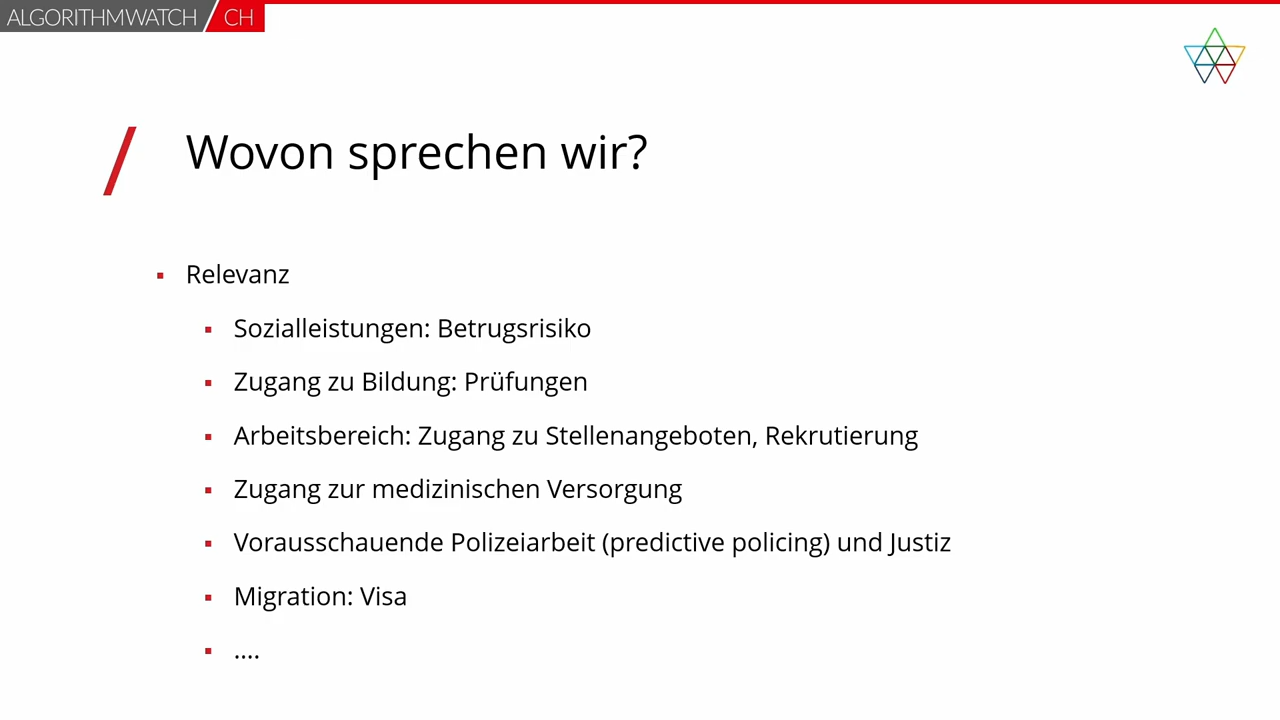 ALGORITHMWATCH CH
Wovon sprechen wir?
Relevanz
Sozialleistungen: Betrugsrisiko
Zugang zu Bildung: Prüfungen
Arbeitsbereich: Zugang zu Stellenangeboten, Rekrutierung
Zugang zur medizinischen Versorgung
Vorausschauende Polizeiarbeit (predictive policing) und Justiz
Migration: Visa
....